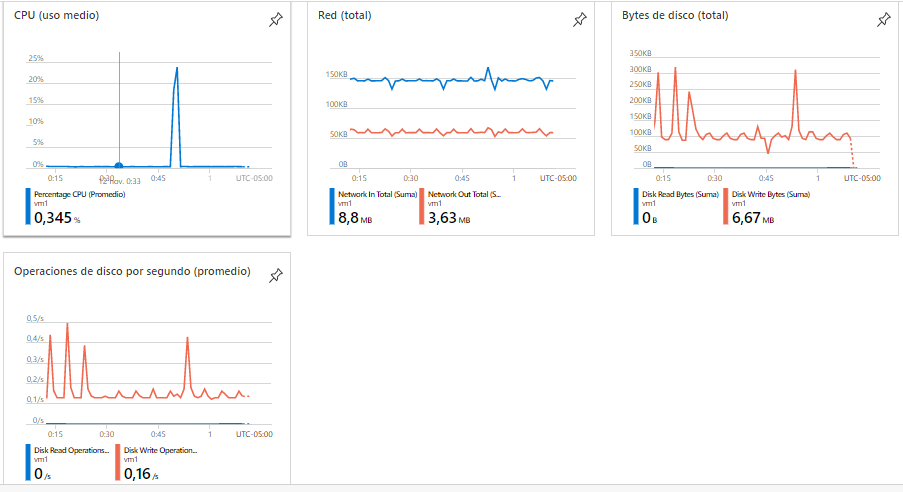 CPU (uso medio)
25%
20%
15%
10%
5%
0%
0:15
0:30
0:45
UTC-05:00
12 nov. 0:33
Percentage CPU (Promedio)
vm1
0,345 %
Red (total)
150KB
100KB
50KB
0B
0:15
0:30
0:45
1
UTC-05:00
Network In Total (Suma)
vm1
8,8 MB
Network Out Total (S...
vm1
3,63 MB
Bytes de disco (total)
350KB
300KB
250KB
200KB
150KB
100KB
50KB
0B
0:15
0:30
0:45
1
UTC-05:00
Disk Read Bytes (Suma)
vm1
0 B
Disk Write Bytes (Suma)
vm1
6,67 MB
Operaciones de disco por segundo (promedio)
0,5/s
0,4/s
0,3/s
0,2/s
0,1/s
0/s
0:15
0:30
0:45
1
UTC-05:00
Disk Read Operations...
vm1
0 /s
Disk Write Operation...
vm1
0,16 /s